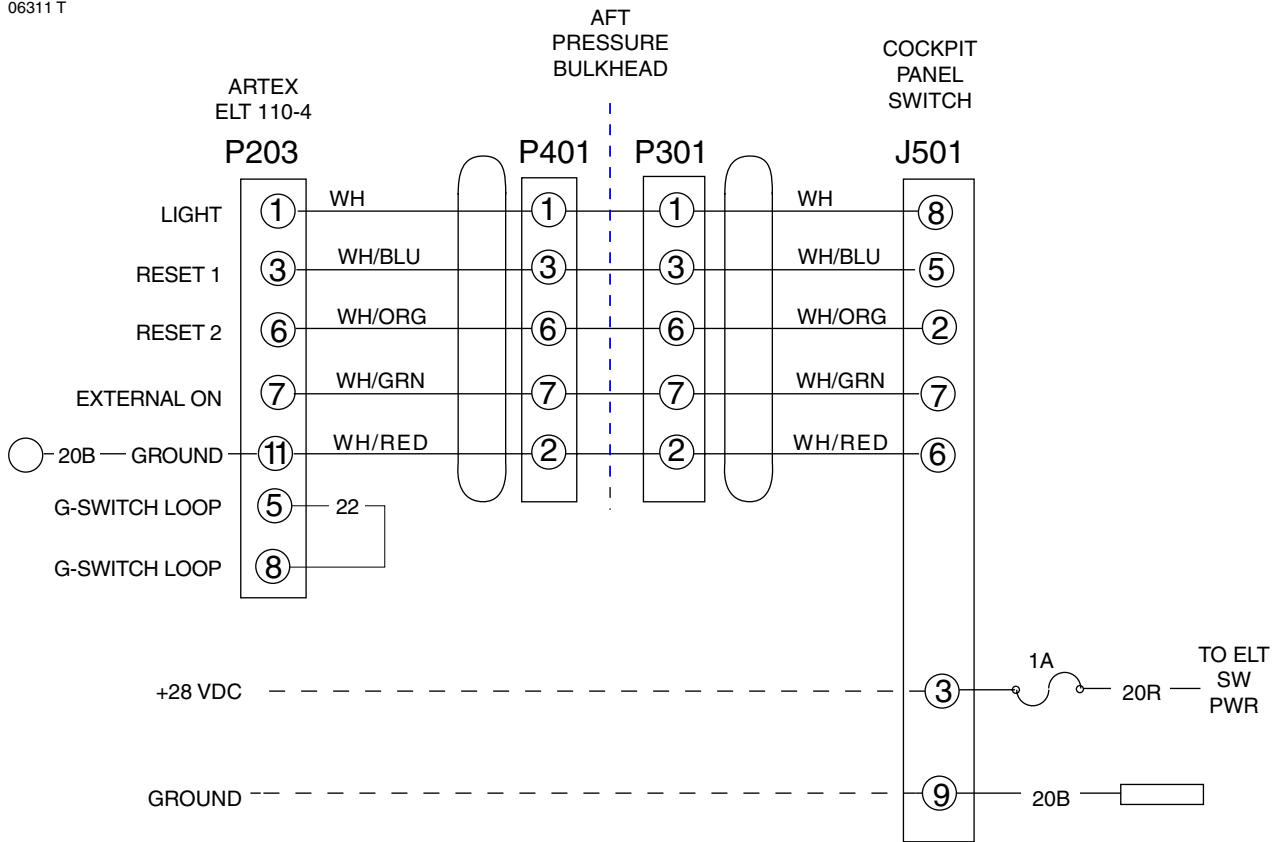 06311 T
AFT
PRESSURE
BULKHEAD
COCKPIT
PANEL
SWITCH
ARTEX
ELT 110-4
P203 P401 P301 J501
LIGHT 1 WH 1 1 WH 8
RESET 1 3 WH/BLU 3 3 WH/BLU 5
RESET 2 6 WH/ORG 6 6 WH/ORG 2
EXTERNAL ON 7 WH/GRN 7 7 WH/GRN 7
20B GROUND 11 WH/RED 2 2 WH/RED 6
G-SWITCH LOOP 5 22
G-SWITCH LOOP 8
+28 VDC 3 1A 20R TO ELT
SW
PWR
GROUND 9 20B